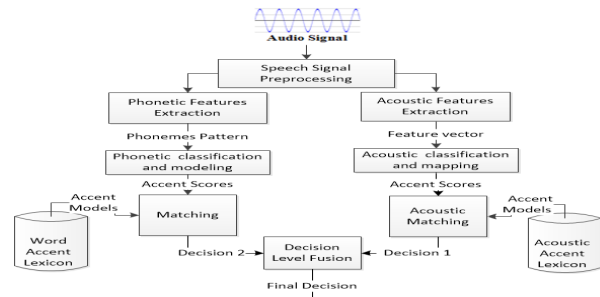 Audio Signal
Speech Signal
Preprocessing
Phonetic Features
Extraction
Acoustic Features
Extraction
Phonemes Pattern
Feature vector
Phonetic classification
and modeling
Acoustic classification
and mapping
Accent Scores
Accent Scores
Accent
Models
Matching
Acoustic
Matching
Accent
Models
Word
Accent
Lexicon
Acoustic
Accent
Lexicon
Decision 2
Decision
Level Fusion
Decision 1
Final Decision